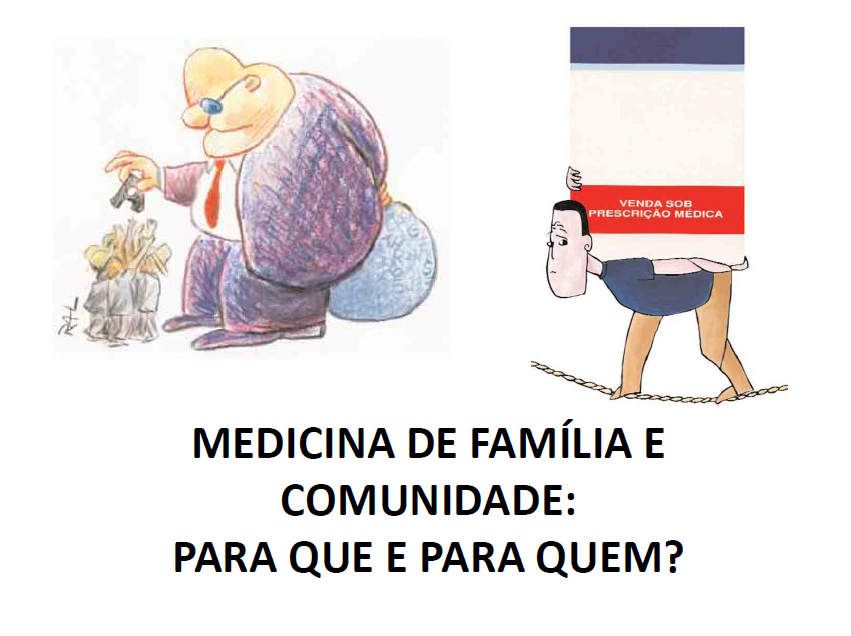 VENDA SOB
PRESCRIÇÃO MÉDICA
MEDICINA DE FAMÍLIA E
COMUNIDADE:
PARA QUE E PARA QUEM?